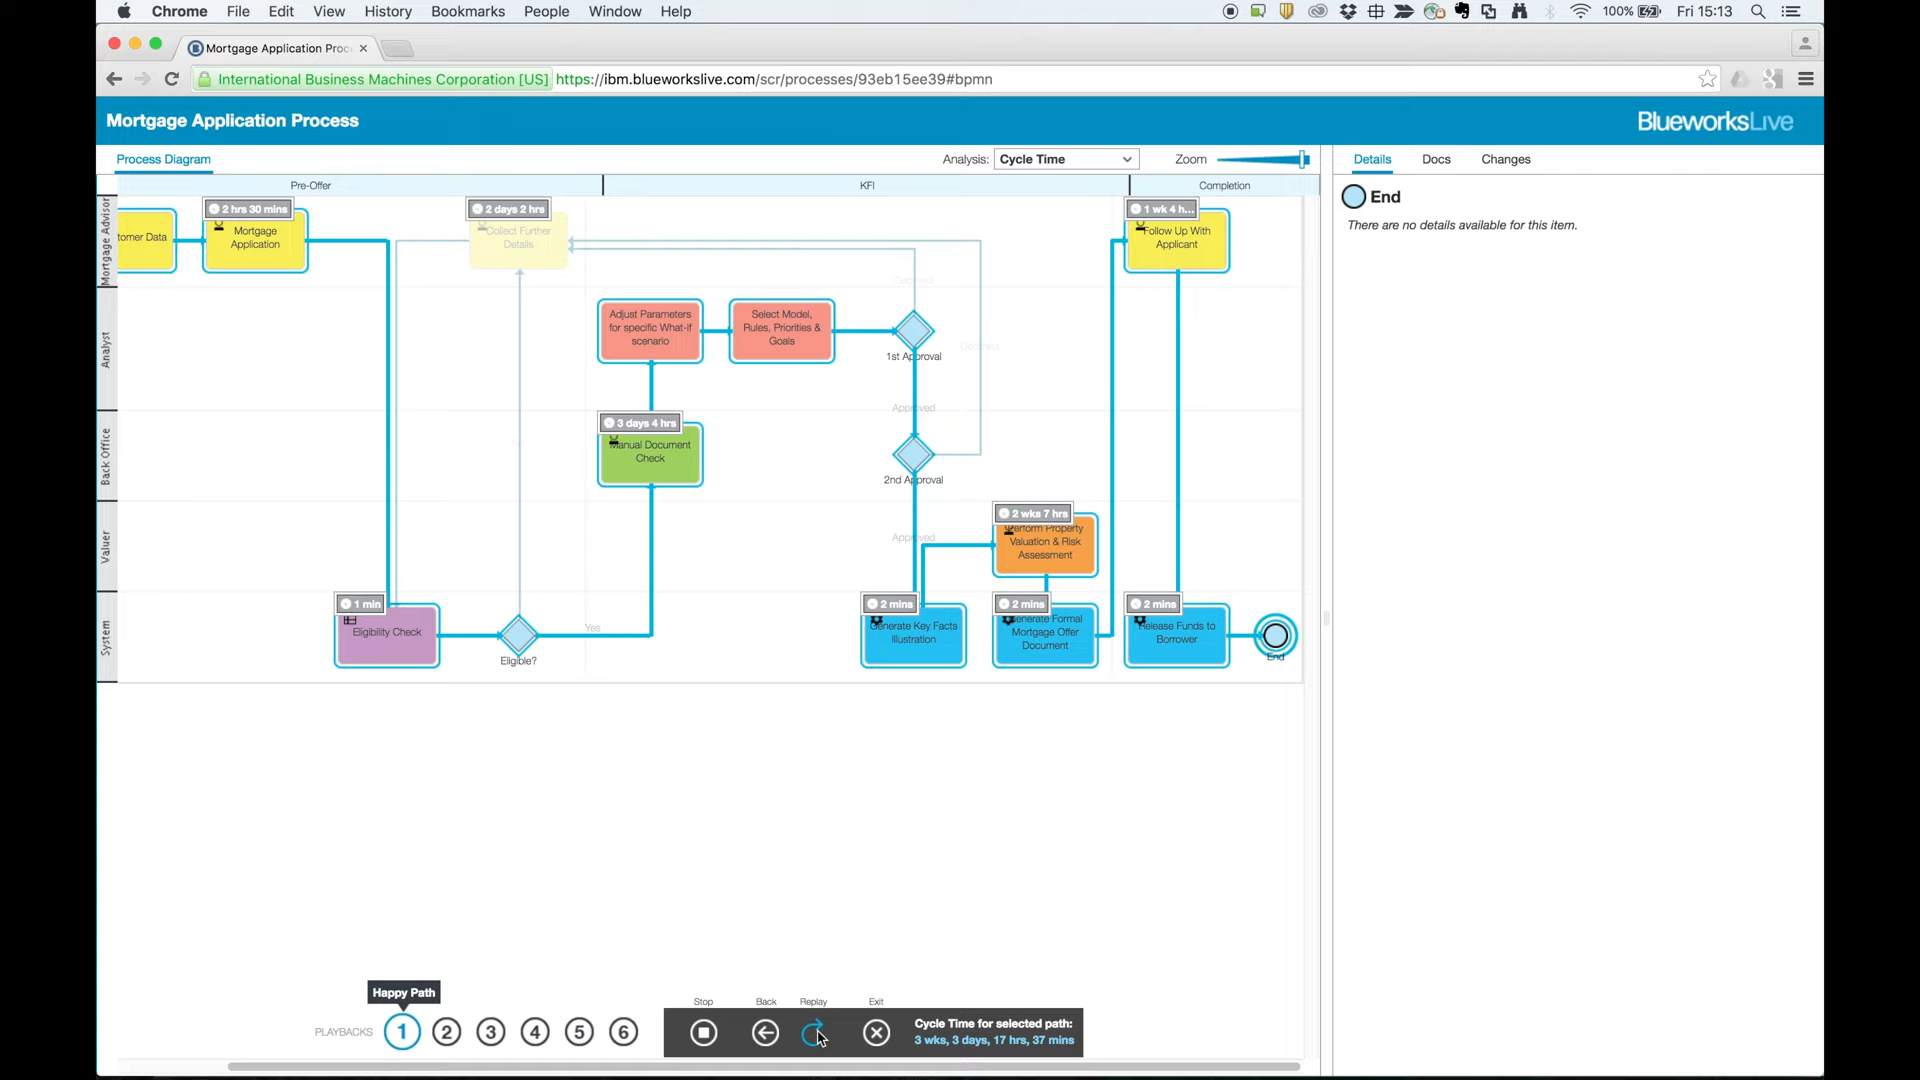 Chrome File Edit View History Bookmarks People Window Help 100% Fri 15:13
Mortgage Application Proc
International Business Machines Corporation [US] https://ibm.blueworkslive.com/scr/processes/93eb15ee39#bpmn
Mortgage Application Process
BlueworksLive
Process Diagram
Analysis: Cycle Time
Zoom
Details Docs Changes
Pre-Offer
KFI
Completion
End
There are no details available for this item.
Mortgage Advisor
tomer Data
2 hrs 30 mins
Mortgage
Application
2 days 2 hrs
Collect Further
Details
1 wk 4 h...
Follow Up With
Applicant
Analyst
Adjust Parameters
for specific What-if
scenario
Select Model,
Rules, Priorities &
Goals
Declined
1st Approval
Declined
Back Office
3 days 4 hrs
Manual Document
Check
Approved
2nd Approval
Valuer
Approved
2 wks 7 hrs
Perform Property
Valuation & Risk
Assessment
System
1 min
Eligibility Check
Eligible?
Yes
No
2 mins
Generate Key Facts
Illustration
2 mins
Generate Formal
Mortgage Offer
Document
2 mins
Release Funds to
Borrower
End
Happy Path
PLAYBACKS 1 2 3 4 5 6
Stop Back Replay Exit
Cycle Time for selected path:
3 wks, 3 days, 17 hrs, 37 mins